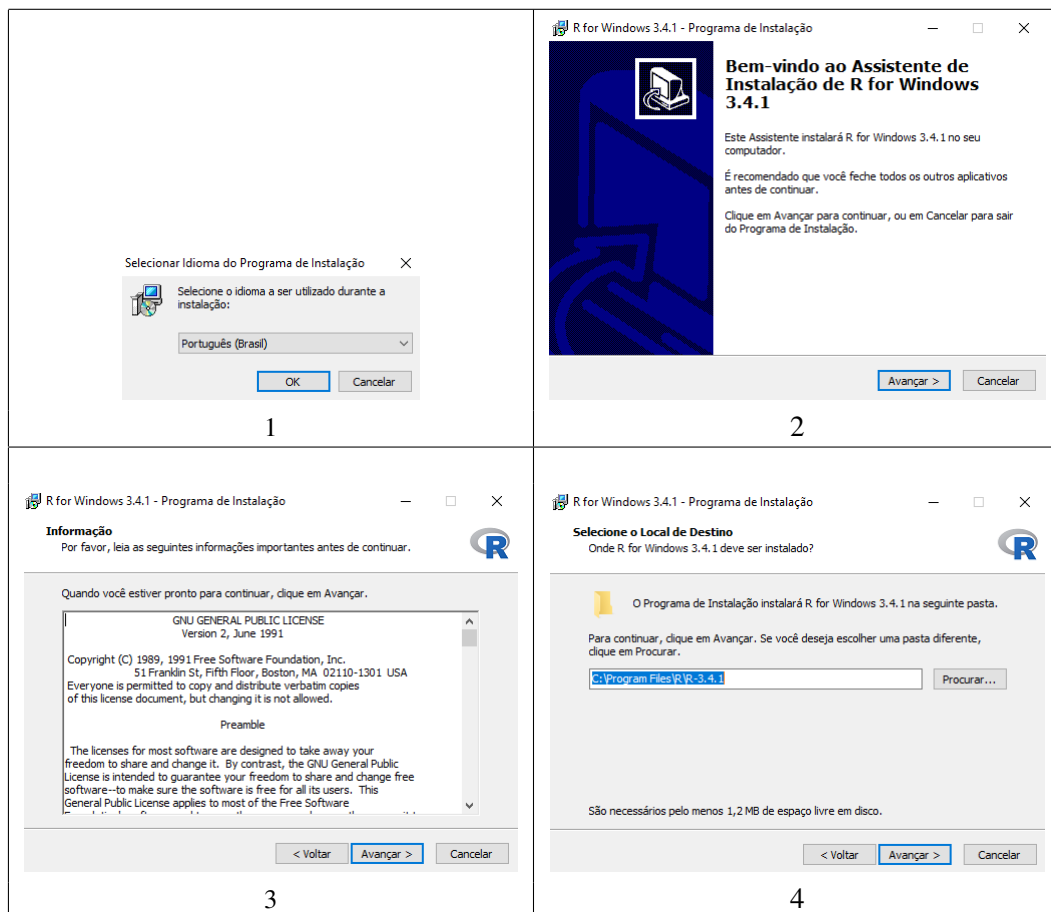 Selecionar Idioma do Programa de Instalação
Selecione o idioma a ser utilizado durante a
instalação:
Português (Brasil)
OK Cancelar
1
R for Windows 3.4.1 - Programa de Instalação
Bem-vindo ao Assistente de
Instalação de R for Windows
3.4.1
Este Assistente instalará R for Windows 3.4.1 no seu
computador.
É recomendado que você feche todos os outros aplicativos
antes de continuar.
Clique em Avançar para continuar, ou em Cancelar para sair
do Programa de Instalação.
Avançar > Cancelar
2
R for Windows 3.4.1 - Programa de Instalação
Informação
Por favor, leia as seguintes informações importantes antes de continuar.
R
Quando você estiver pronto para continuar, clique em Avançar.
GNU GENERAL PUBLIC LICENSE
Version 2, June 1991
Copyright (C) 1989, 1991 Free Software Foundation, Inc.
51 Franklin St, Fifth Floor, Boston, MA 02110-1301 USA
Everyone is permitted to copy and distribute verbatim copies
of this license document, but changing it is not allowed.
Preamble
The licenses for most software are designed to take away your
freedom to share and change it. By contrast, the GNU General Public
License is intended to guarantee your freedom to share and change free
software--to make sure the software is free for all its users. This
General Public License applies to most of the Free Software
< Voltar Avançar > Cancelar
3
R for Windows 3.4.1 - Programa de Instalação
Selecione o Local de Destino
Onde R for Windows 3.4.1 deve ser instalado?
R
O Programa de Instalação instalará R for Windows 3.4.1 na seguinte pasta.
Para continuar, clique em Avançar. Se você deseja escolher uma pasta diferente,
clique em Procurar.
C:\Program Files\R\R-3.4.1 Procurar...
São necessários pelo menos 1,2 MB de espaço livre em disco.
< Voltar Avançar > Cancelar
4